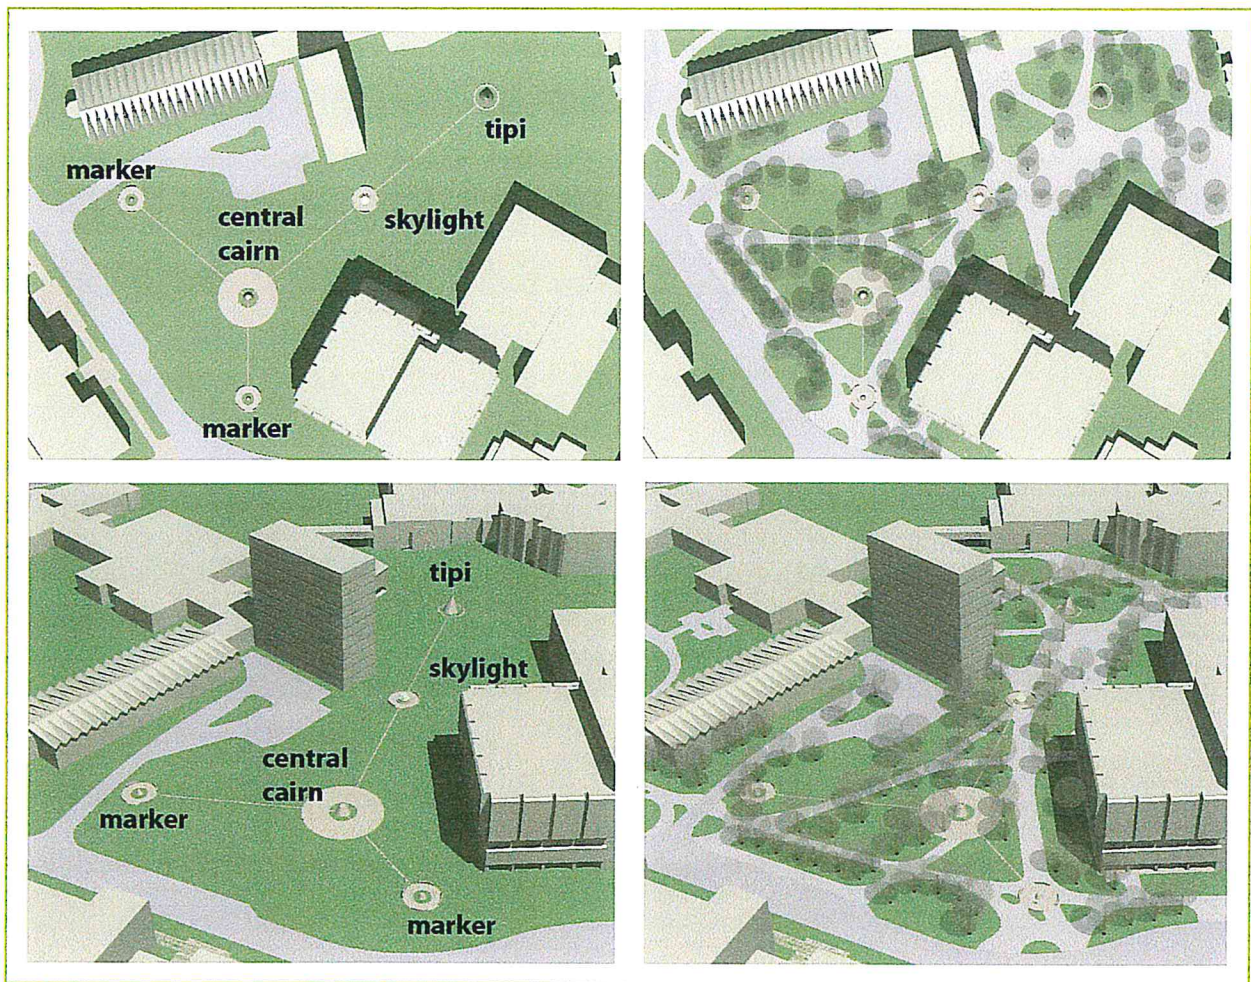 tipi
marker
central
cairn
skylight
marker
tipi
skylight
central
cairn
marker
marker